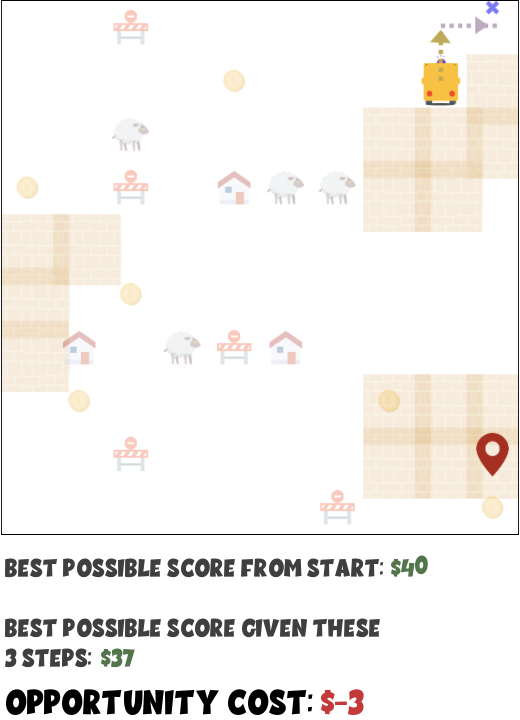 BEST POSSIBLE SCORE FROM START: $40
BEST POSSIBLE SCORE GIVEN THESE
3 STEPS: $37
OPPORTUNITY COST: $-3